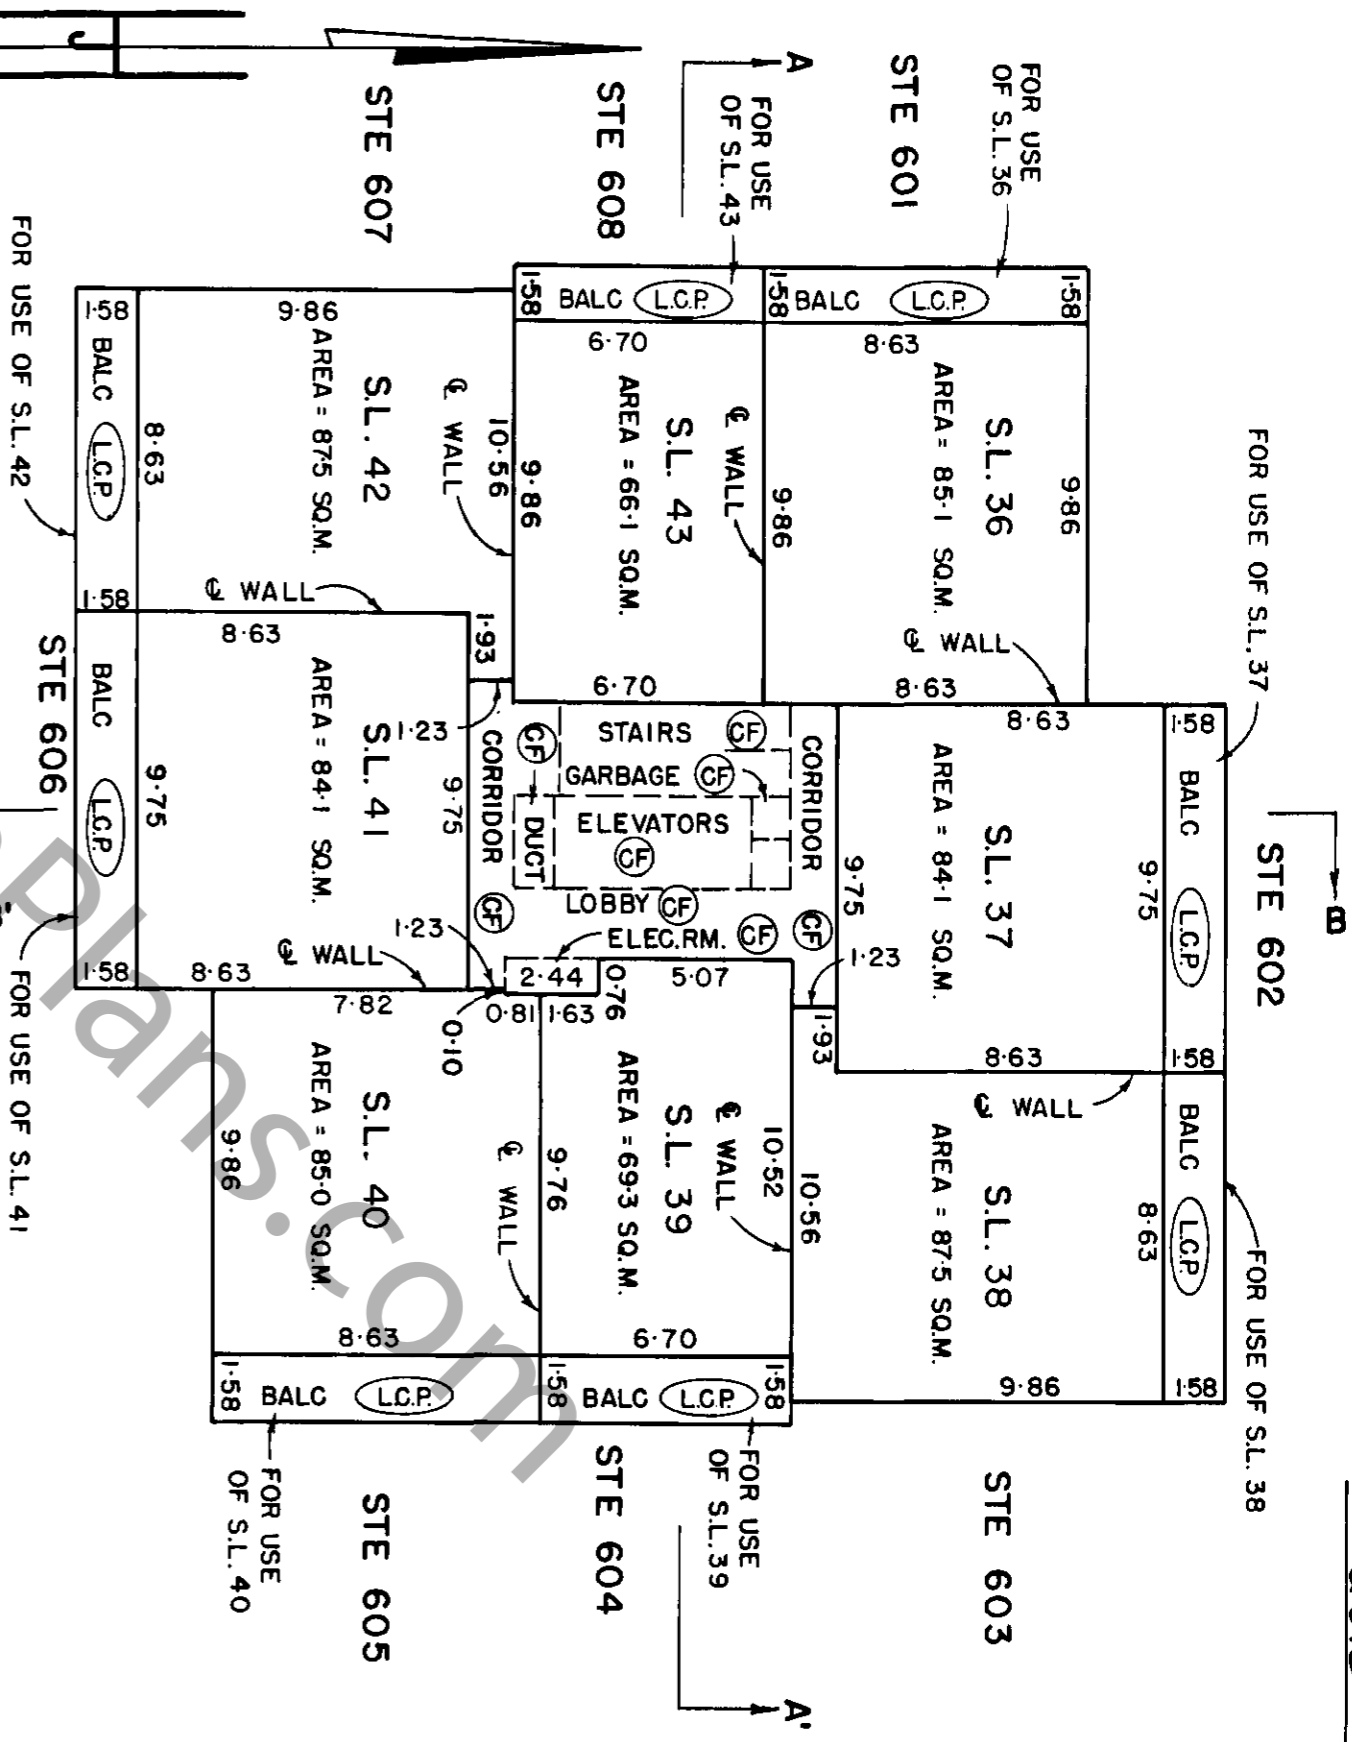 A
STE 601
FOR USE
OF S.L. 36
FOR USE
OF S.L. 43
STE 608
STE 607
FOR USE OF S.L. 42
1·58
BALC
L.C.P.
1·58
BALC
L.C.P.
1·58
8·63
AREA = 85·1 SQ.M.
S.L. 36
9·86
9·86
℄ WALL
8·63
6·70
AREA = 66·1 SQ.M.
S.L. 43
℄ WALL
9·86
6·70
10·56
℄ WALL
9·86
AREA = 87·5 SQ.M.
S.L. 42
1·58
BALC
L.C.P.
8·63
1·58
℄ WALL
1·93
1·23
FOR USE OF S.L. 37
1·58
BALC
L.C.P.
1·58
8·63
9·75
AREA = 84·1 SQ.M.
S.L. 37
9·75
8·63
℄ WALL
STE 602
B
CORRIDOR
CF
1·23
1·93
STAIRS
CF
GARBAGE
CF
ELEVATORS
CF
DUCT
CF
LOBBY
CF
ELEC.RM.
CF
CORRIDOR
CF
8·63
AREA = 84·1 SQ.M.
S.L. 41
9·75
9·75
8·63
BALC
L.C.P.
1·58
STE 606
℄ WALL
FOR USE OF S.L. 41
1·23
2·44
0·76
5·07
0·81
1·63
0·10
BALC
L.C.P.
1·58
8·63
AREA = 87·5 SQ.M.
S.L. 38
9·86
10·56
FOR USE OF S.L. 38
STE 603
10·52
℄ WALL
S.L. 39
AREA = 69·3 SQ.M.
9·76
6·70
1·58
BALC
L.C.P.
1·58
FOR USE
OF S.L. 39
STE 604
℄ WALL
7·82
AREA = 85·0 SQ.M.
S.L. 40
9·86
8·63
1·58
BALC
L.C.P.
FOR USE
OF S.L. 40
STE 605
A'
Plans.com